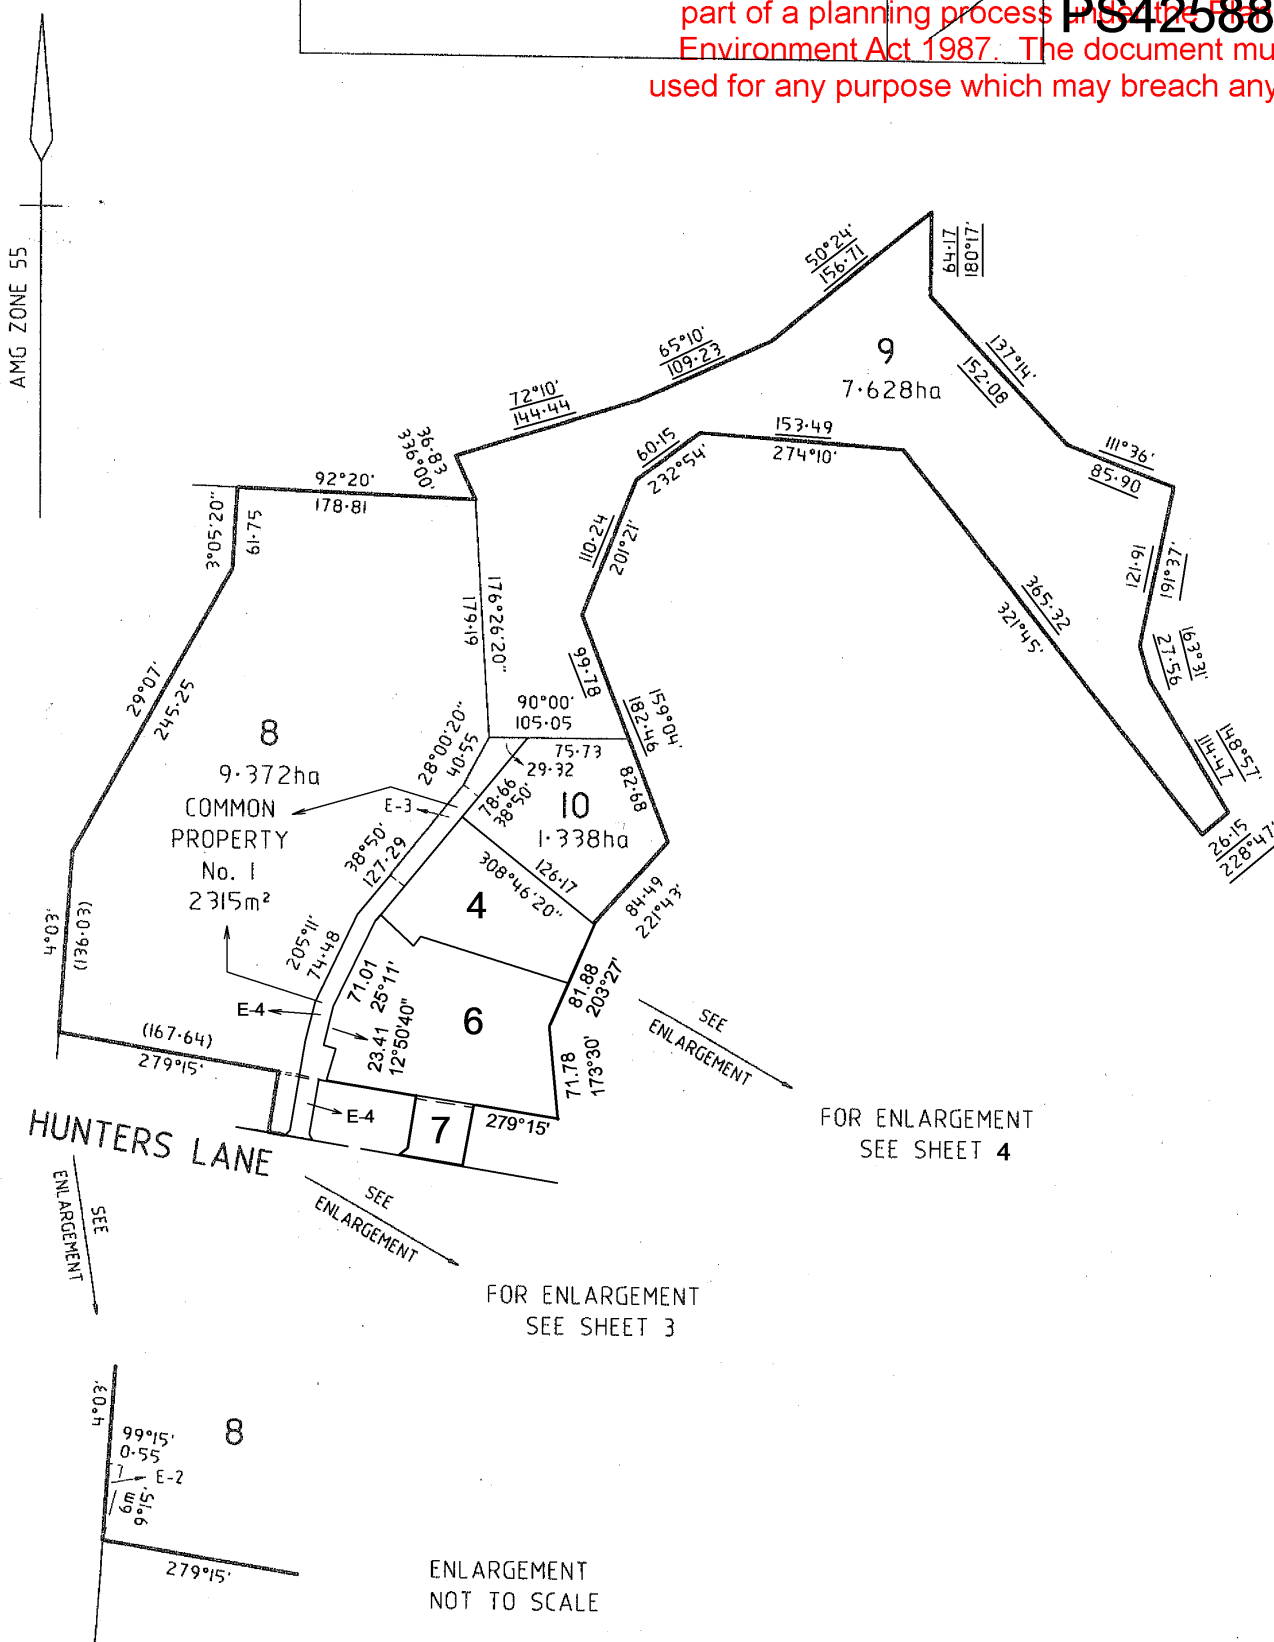 part of a planning process under the Plan
PS42588
Environment Act 1987. The document mu
used for any purpose which may breach any
AMG ZONE 55
50°24'
156·71
64·17
180°17'
65°10'
109·23
9
7·628ha
137°14'
152·08
72°10'
144·44
36·83
336°00'
153·49
274°10'
60·15
232°54'
111°36'
85·90
92°20'
178·81
3°05'20"
61·75
110·24
201°21'
121·91
191°37'
176°26'20"
179·19
365·32
321°45'
163°31'
27·56
99·78
159°04'
182·46
29°07'
245·25
90°00'
105·05
148°57'
114·47
8
9·372ha
28°00'20"
40·55
75·73
29·32
82·68
78·66
38°50'
10
1·338ha
26·15
228°47'
COMMON
PROPERTY
No. 1
2315m²
E-3
38°50'
127·29
126·17
308°46'20"
84·49
221°43'
4
4°03'
(136·03)
205°11'
74·48
71.01
25°11'
81.88
203°27'
E-4
6
23.41
12°50'40"
71.78
173°30'
(167·64)
279°15'
SEE
ENLARGEMENT
E-4
7
279°15'
FOR ENLARGEMENT
SEE SHEET 4
HUNTERS LANE
SEE
ENLARGEMENT
SEE
ENLARGEMENT
FOR ENLARGEMENT
SEE SHEET 3
4°03'
8
99°15'
0·55
E-2
9°15'
9m
279°15'
ENLARGEMENT
NOT TO SCALE